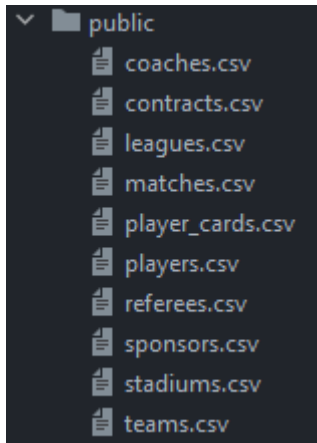 public
coaches.csv
contracts.csv
leagues.csv
matches.csv
player_cards.csv
players.csv
referees.csv
sponsors.csv
stadiums.csv
teams.csv